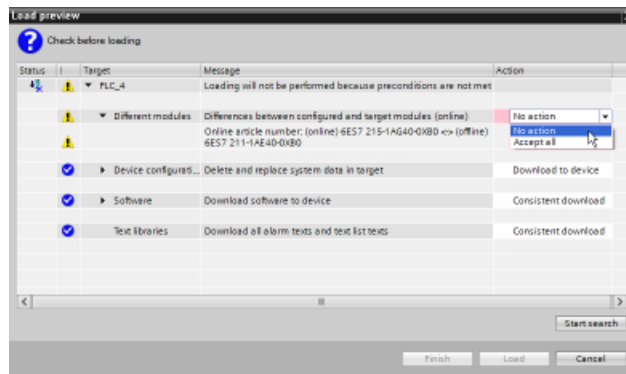 Load preview
Check before loading
Status ! Target Message Action
PLC_4 Loading will not be performed because preconditions are not met
Different modules Differences between configured and target modules (online) No action
Online article number: (online) 6ES7 215-1AG40-0XB0 <> (offline) No action
6ES7 211-1AE40-0XB0 Accept all
Device configurati... Delete and replace system data in target Download to device
Software Download software to device Consistent download
Text libraries Download all alarm texts and text list texts Consistent download
Start search
Finish Load Cancel